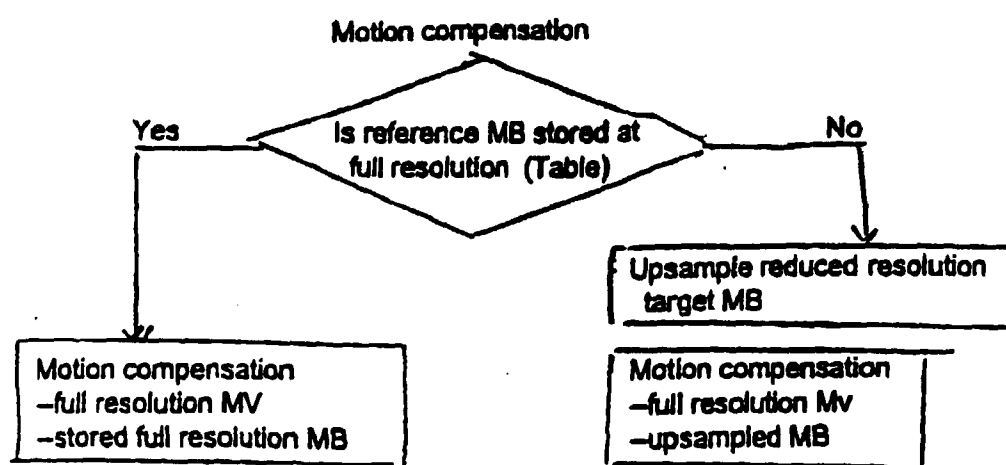 Motion compensation
Is reference MB stored at
full resolution (Table)
Yes
No
Upsample reduced resolution
target MB
Motion compensation
–full resolution MV
–stored full resolution MB
Motion compensation
–full resolution Mv
–upsampled MB